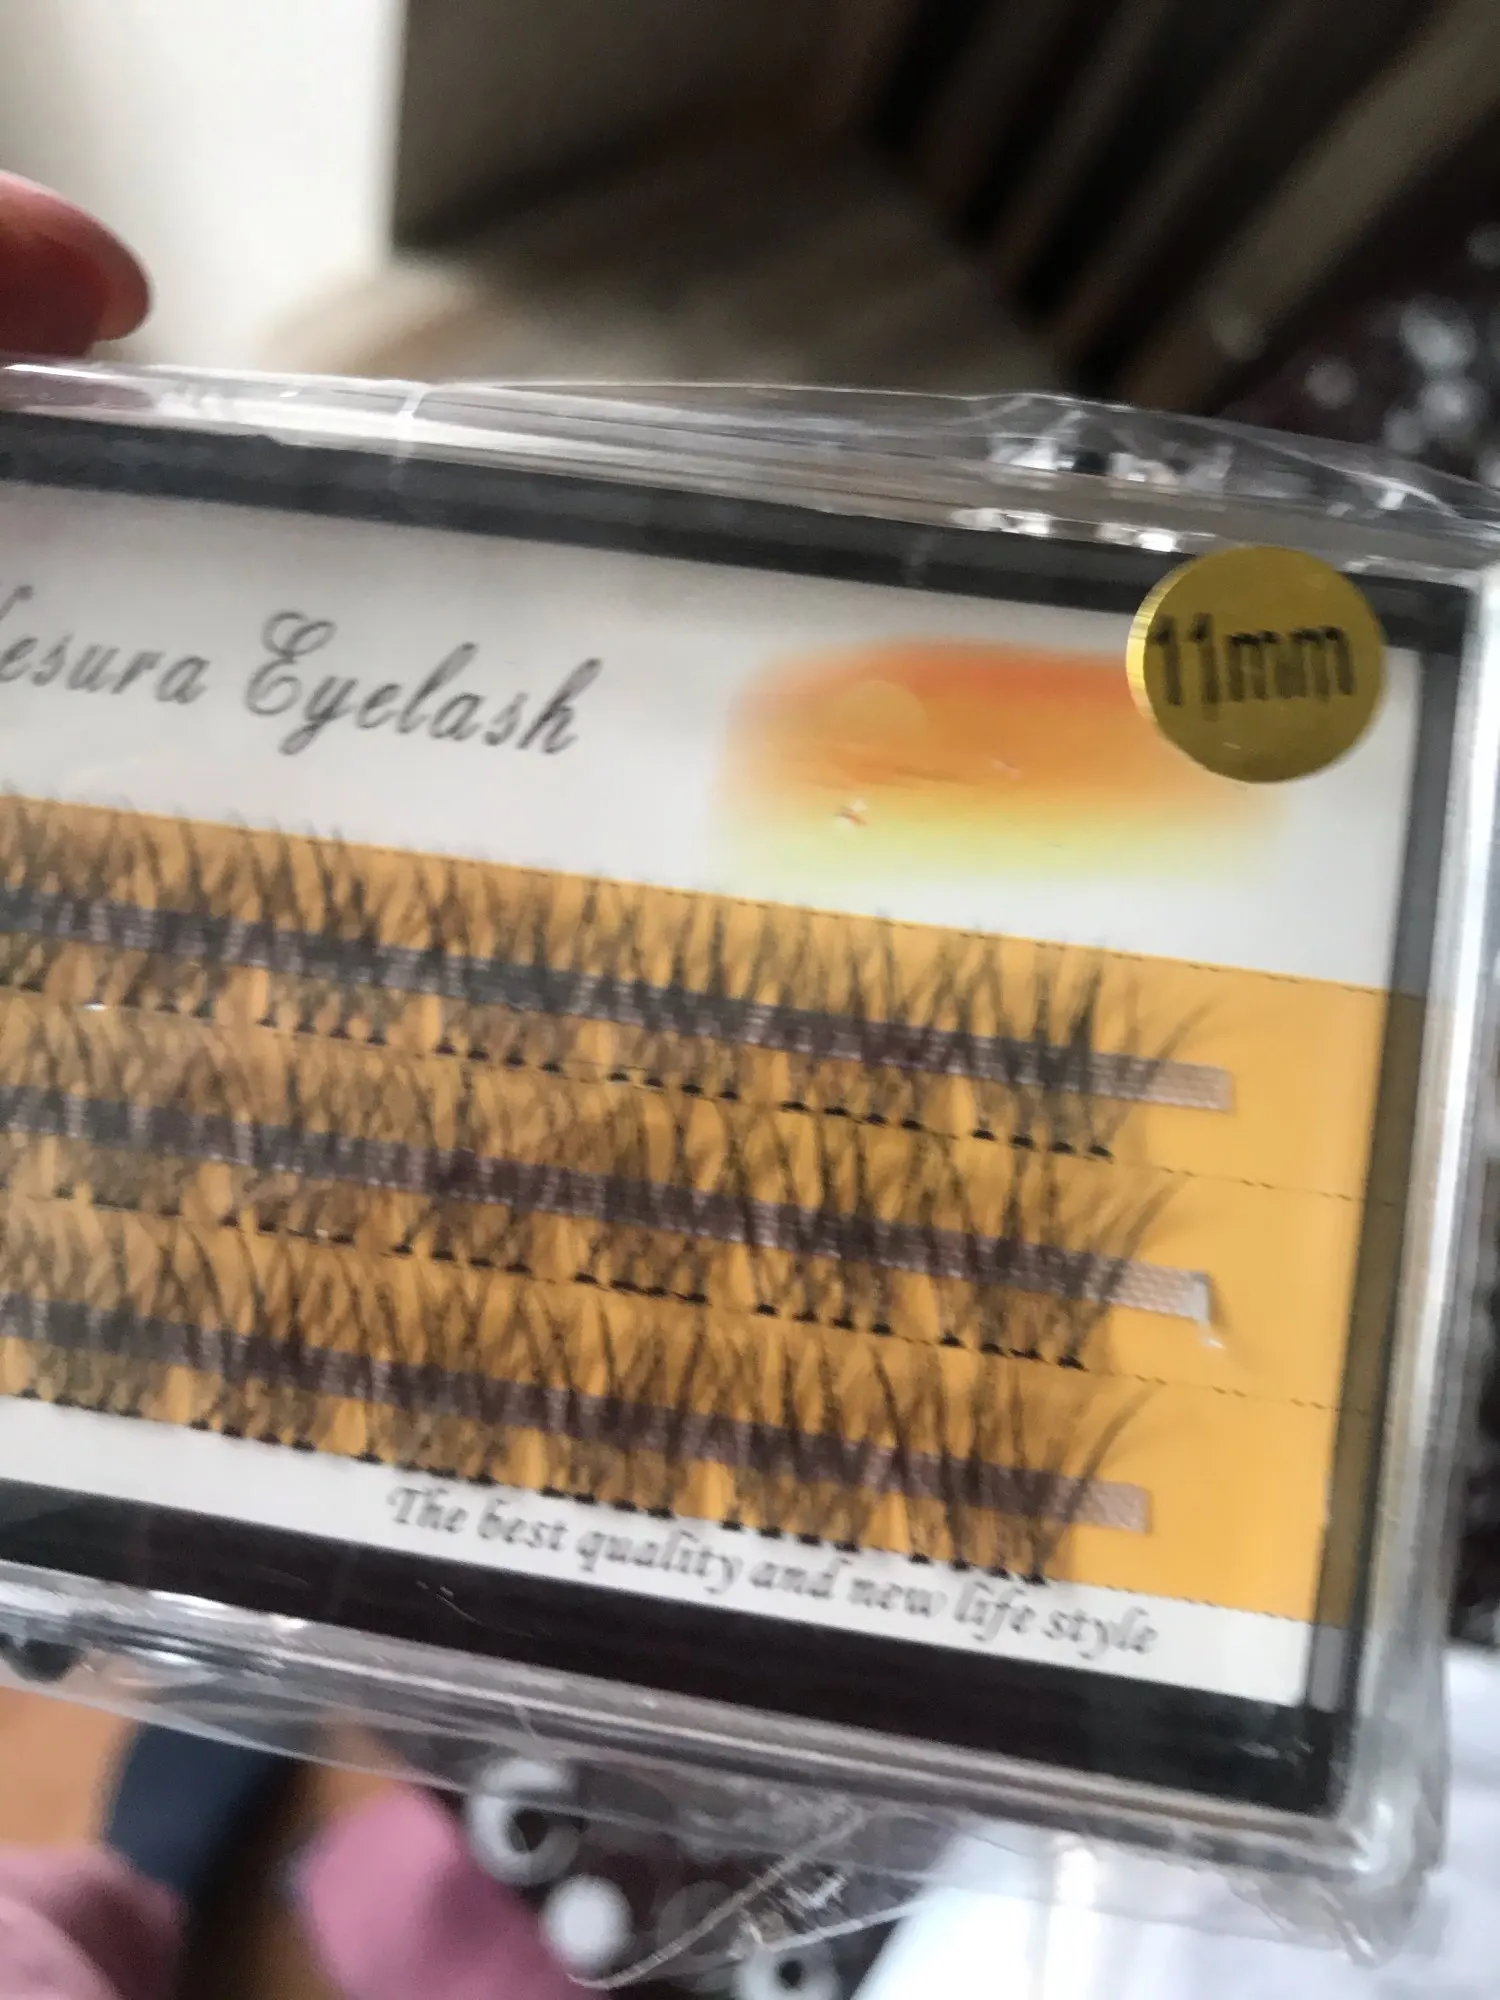 esura Eyelash
11mm
The best quality and new life style